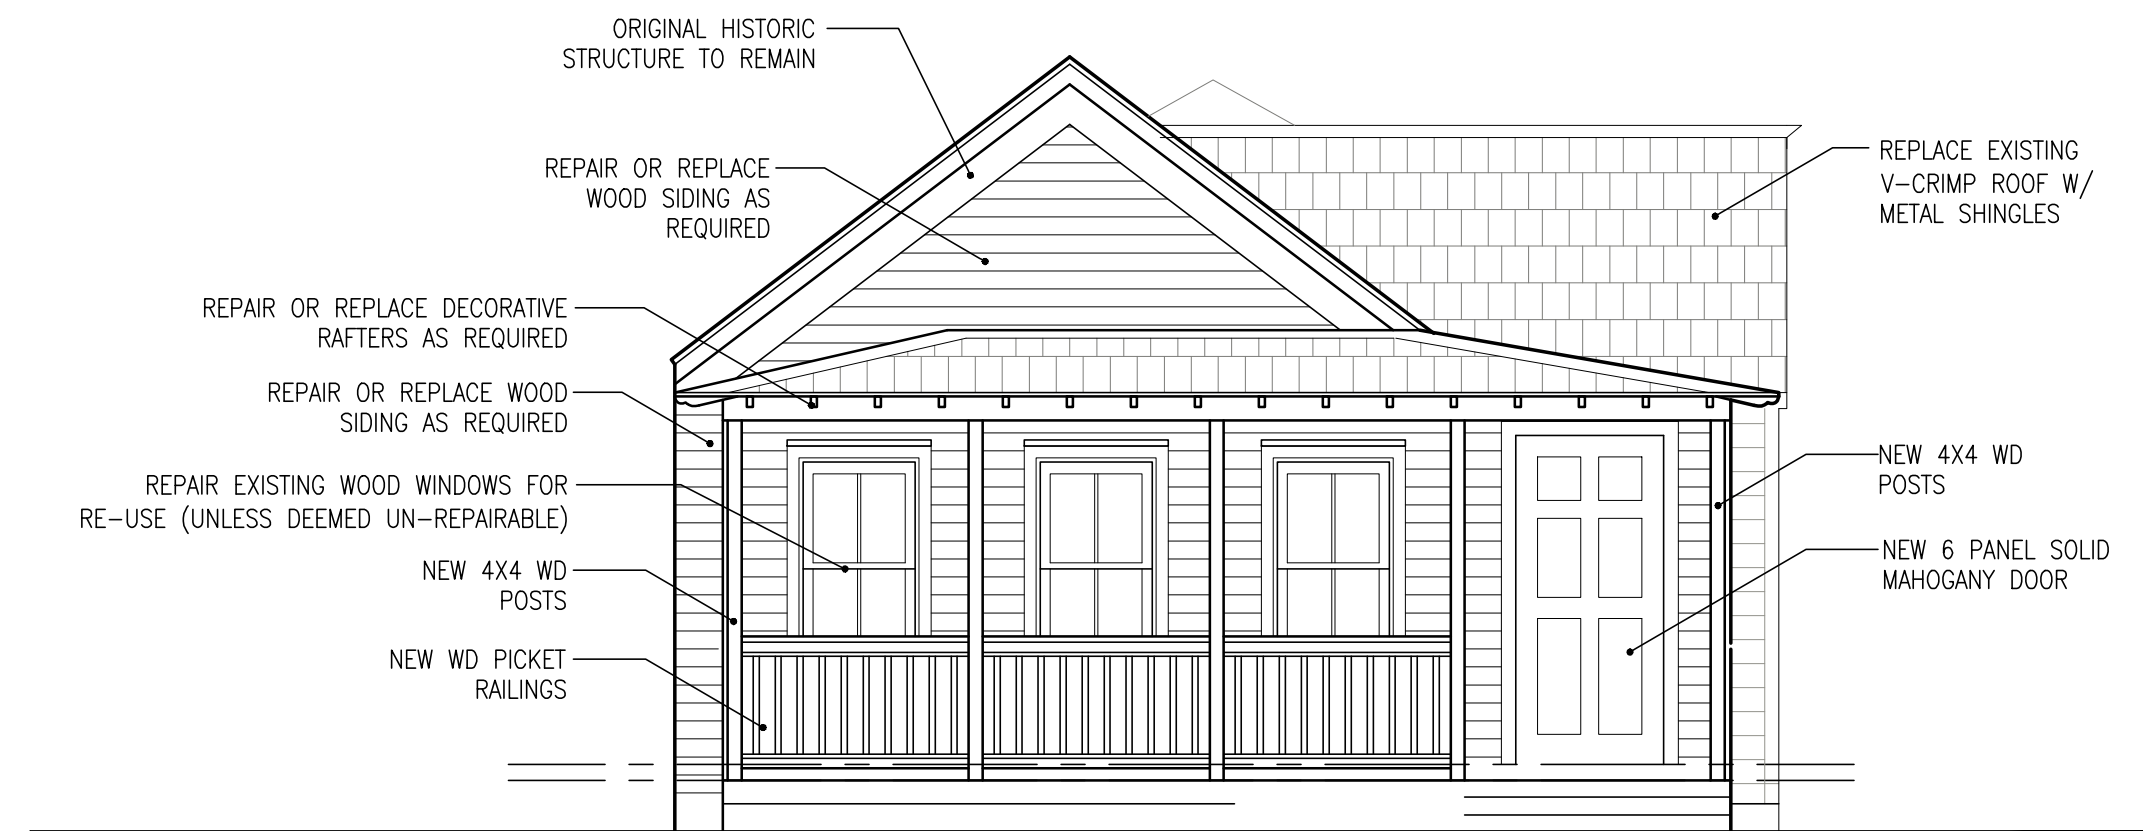 ORIGINAL HISTORIC
STRUCTURE TO REMAIN
REPAIR OR REPLACE
WOOD SIDING AS
REQUIRED
REPAIR OR REPLACE DECORATIVE
RAFTERS AS REQUIRED
REPAIR OR REPLACE WOOD
SIDING AS REQUIRED
REPAIR EXISTING WOOD WINDOWS FOR
RE-USE (UNLESS DEEMED UN-REPAIRABLE)
NEW 4X4 WD
POSTS
NEW WD PICKET
RAILINGS
REPLACE EXISTING
V-CRIMP ROOF W/
METAL SHINGLES
NEW 4X4 WD
POSTS
NEW 6 PANEL SOLID
MAHOGANY DOOR